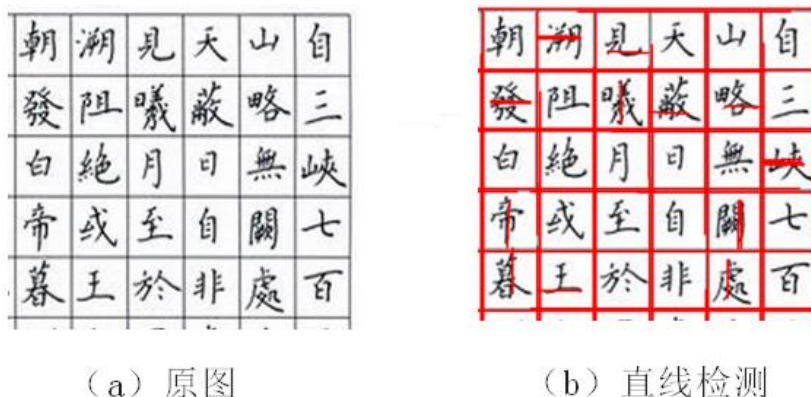 自三峽七百
山略無闕處
天蔽日自非
見曦月至於
溯阻絶或王
朝發白帝暮
(a) 原图
自三峽七百
山略無闕處
天蔽日自非
見曦月至於
溯阻絶或王
朝發白帝暮
(b) 直线检测